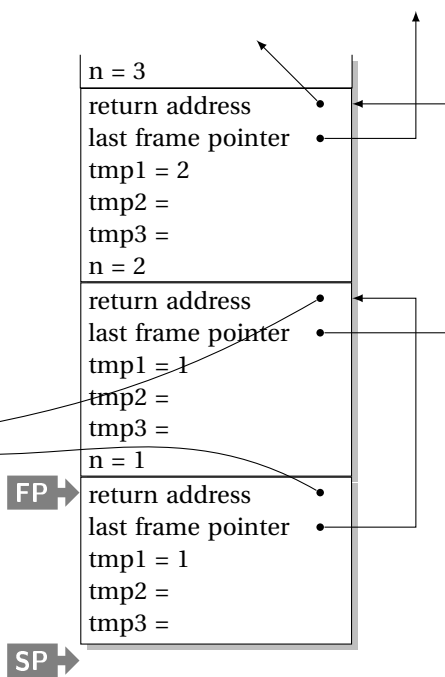 n = 3
return address
last frame pointer
tmp1 = 2
tmp2 =
tmp3 =
n = 2
return address
last frame pointer
tmp1 = 1
tmp2 =
tmp3 =
n = 1
FP return address
last frame pointer
tmp1 = 1
tmp2 =
tmp3 =
SP